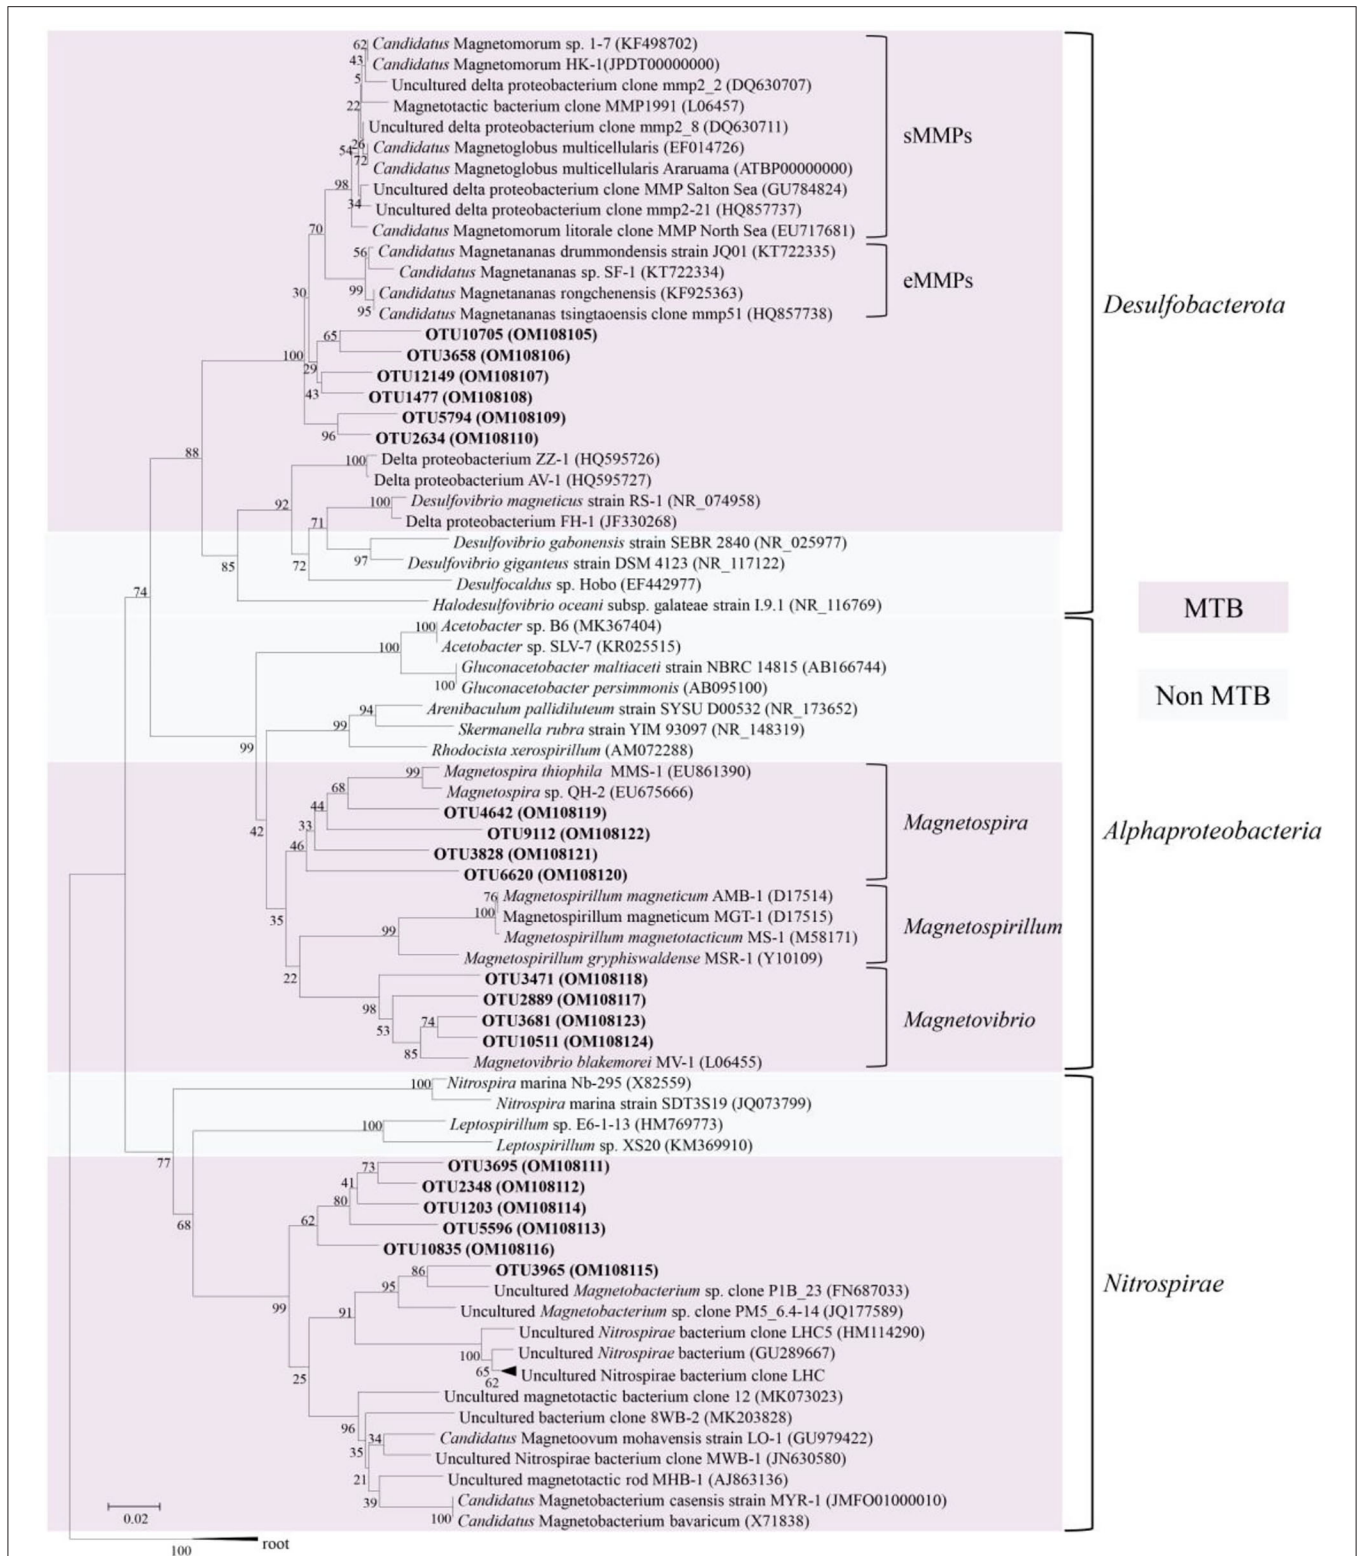 62 Candidatus Magnetomorum sp. 1-7 (KF498702)
43 Candidatus Magnetomorum HK-1(JPDT00000000)
5 Uncultured delta proteobacterium clone mmp2_2 (DQ630707)
22 Magnetotactic bacterium clone MMP1991 (L06457)
Uncultured delta proteobacterium clone mmp2_8 (DQ630711)
sMMPs
54 26 Candidatus Magnetoglobus multicellularis (EF014726)
72 Candidatus Magnetoglobus multicellularis Araruama (ATBP00000000)
98 Uncultured delta proteobacterium clone MMP Salton Sea (GU784824)
34 Uncultured delta proteobacterium clone mmp2-21 (HQ857737)
70 Candidatus Magnetomorum litorale clone MMP North Sea (EU717681)
56 Candidatus Magnetananas drummondensis strain JQ01 (KT722335)
Candidatus Magnetananas sp. SF-1 (KT722334)
eMMPs
30 99 Candidatus Magnetananas rongchenensis (KF925363)
Desulfobacterota
95 Candidatus Magnetananas tsingtaoensis clone mmp51 (HQ857738)
65 OTU10705 (OM108105)
100 OTU3658 (OM108106)
29 OTU12149 (OM108107)
43 OTU1477 (OM108108)
OTU5794 (OM108109)
96 OTU2634 (OM108110)
88 100 Delta proteobacterium ZZ-1 (HQ595726)
Delta proteobacterium AV-1 (HQ595727)
92 100 Desulfovibrio magneticus strain RS-1 (NR_074958)
71 Delta proteobacterium FH-1 (JF330268)
Desulfovibrio gabonensis strain SEBR 2840 (NR_025977)
85 72 97 Desulfovibrio giganteus strain DSM 4123 (NR_117122)
Desulfocaldus sp. Hobo (EF442977)
74 Halodesulfovibrio oceani subsp. galateae strain I.9.1 (NR_116769)
MTB
100 Acetobacter sp. B6 (MK367404)
100 Acetobacter sp. SLV-7 (KR025515)
Gluconacetobacter maltiaceti strain NBRC 14815 (AB166744)
100 Gluconacetobacter persimmonis (AB095100)
Non MTB
94 Arenibaculum pallidiluteum strain SYSU D00532 (NR_173652)
99 Skermanella rubra strain YIM 93097 (NR_148319)
99 Rhodocista xerospirillum (AM072288)
99 Magnetospira thiophila MMS-1 (EU861390)
68 Magnetospira sp. QH-2 (EU675666)
44 OTU4642 (OM108119)
Magnetospira
42 33 OTU9112 (OM108122)
Alphaproteobacteria
46 OTU3828 (OM108121)
OTU6620 (OM108120)
76 Magnetospirillum magneticum AMB-1 (D17514)
35 100 Magnetospirillum magneticum MGT-1 (D17515)
Magnetospirillum
99 Magnetospirillum magnetotacticum MS-1 (M58171)
Magnetospirillum gryphiswaldense MSR-1 (Y10109)
22 OTU3471 (OM108118)
98 OTU2889 (OM108117)
53 74 OTU3681 (OM108123)
Magnetovibrio
OTU10511 (OM108124)
85 Magnetovibrio blakemorei MV-1 (L06455)
100 Nitrospira marina Nb-295 (X82559)
Nitrospira marina strain SDT3S19 (JQ073799)
100 Leptospirillum sp. E6-1-13 (HM769773)
Leptospirillum sp. XS20 (KM369910)
77 73 OTU3695 (OM108111)
41 OTU2348 (OM108112)
80 OTU1203 (OM108114)
68 62 OTU5596 (OM108113)
OTU10835 (OM108116)
86 OTU3965 (OM108115)
Nitrospirae
95 Uncultured Magnetobacterium sp. clone P1B_23 (FN687033)
99 91 Uncultured Magnetobacterium sp. clone PM5_6.4-14 (JQ177589)
Uncultured Nitrospirae bacterium clone LHC5 (HM114290)
100 Uncultured Nitrospirae bacterium (GU289667)
25 65 62 Uncultured Nitrospirae bacterium clone LHC
Uncultured magnetotactic bacterium clone 12 (MK073023)
96 Uncultured bacterium clone 8WB-2 (MK203828)
34 Candidatus Magnetoovum mohavensis strain LO-1 (GU979422)
35 Uncultured Nitrospirae bacterium clone MWB-1 (JN630580)
21 Uncultured magnetotactic rod MHB-1 (AJ863136)
39 Candidatus Magnetobacterium casensis strain MYR-1 (JMFO01000010)
0.02 100 Candidatus Magnetobacterium bavaricum (X71838)
100 root